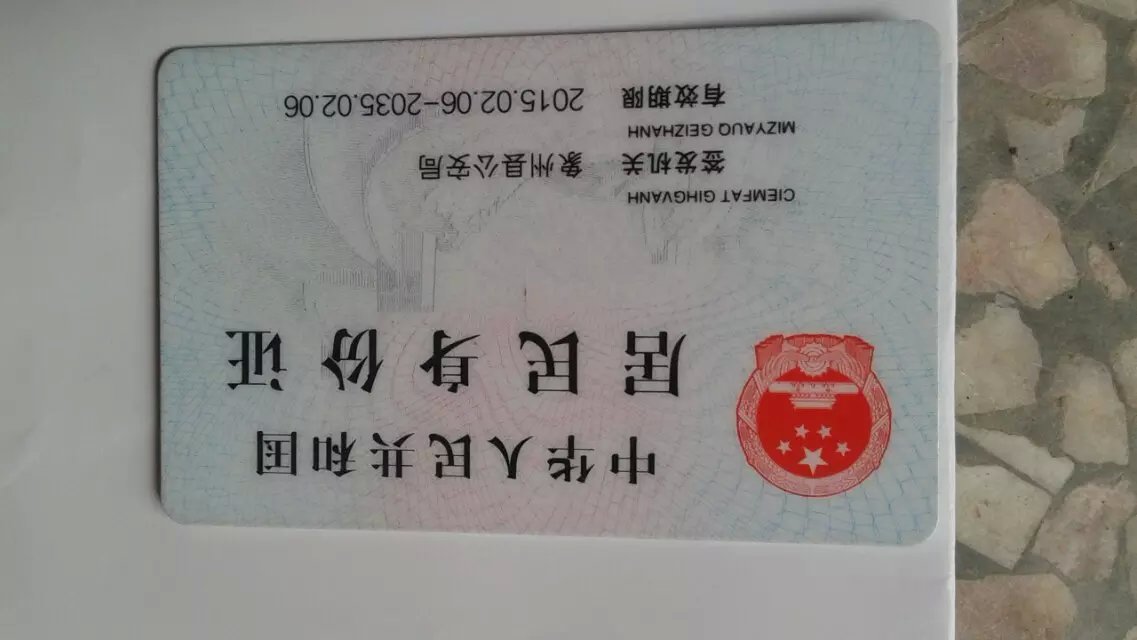 中华人民共和国
居民身份证
CIEMFAT GIHGVANH
签发机关 象州县公安局
MIZYAUQ GEIZHANH
有效期限 2015.02.06-2035.02.06